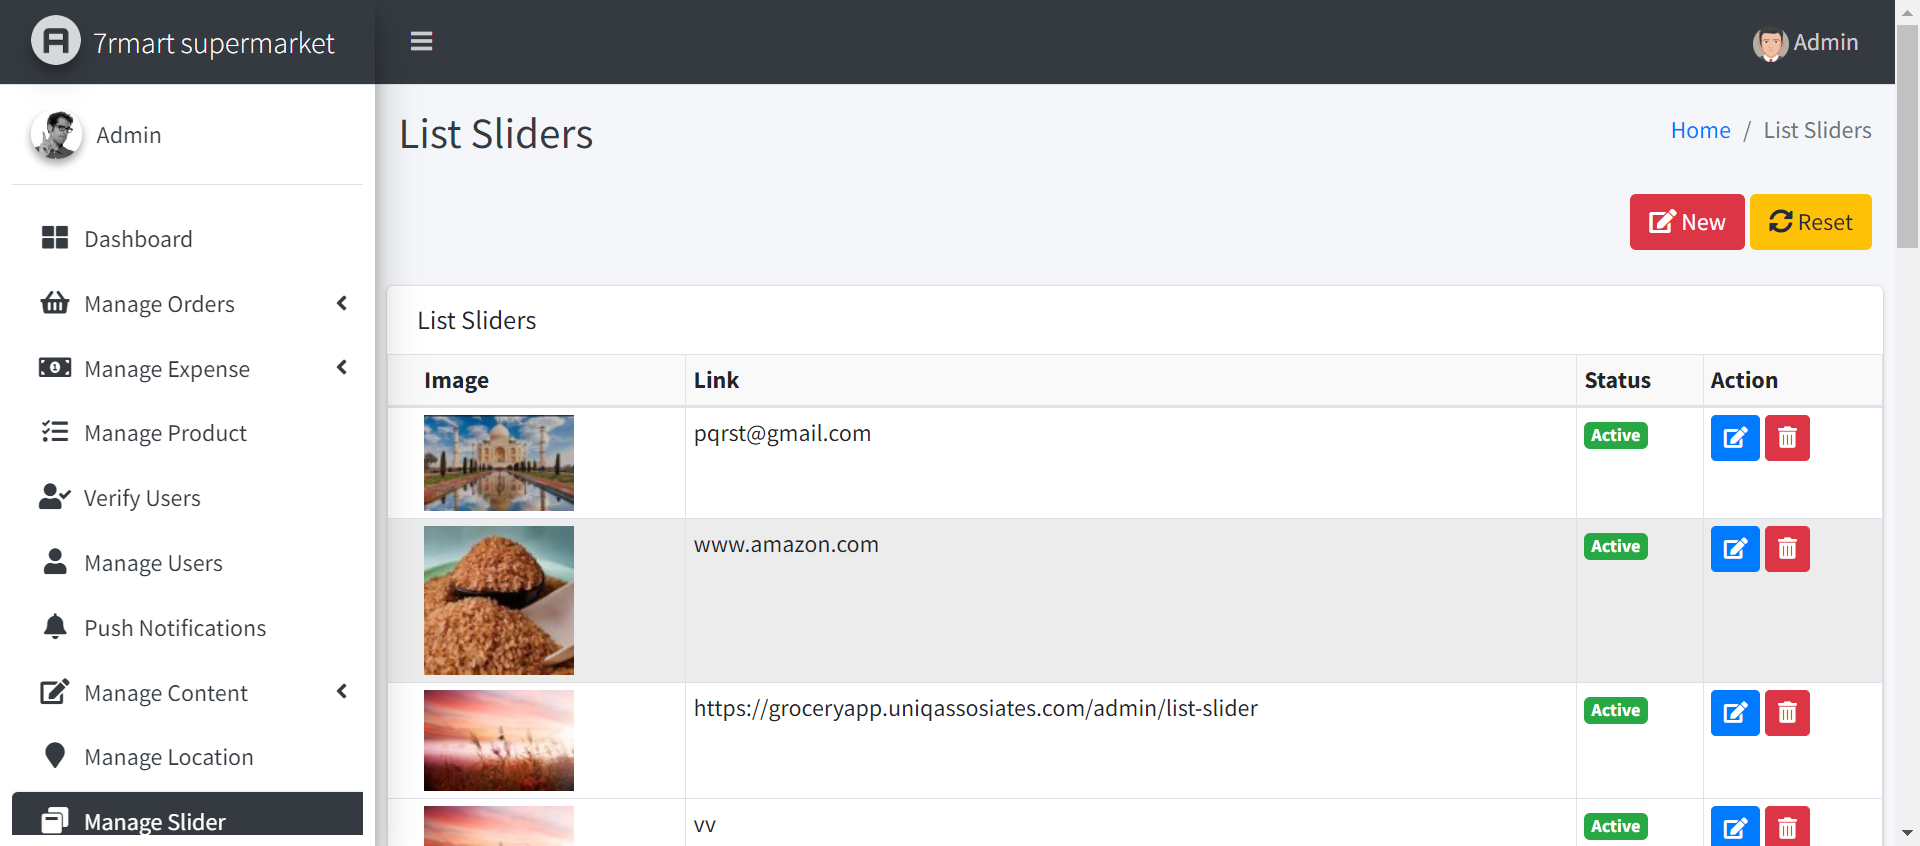 7rmart supermarket
Admin
Admin
Dashboard
Manage Orders
Manage Expense
Manage Product
Verify Users
Manage Users
Push Notifications
Manage Content
Manage Location
Manage Slider
List Sliders
Home / List Sliders
New Reset
List Sliders
Image Link Status Action
pqrst@gmail.com Active
www.amazon.com Active
https://groceryapp.uniqassosiates.com/admin/list-slider Active
vv Active